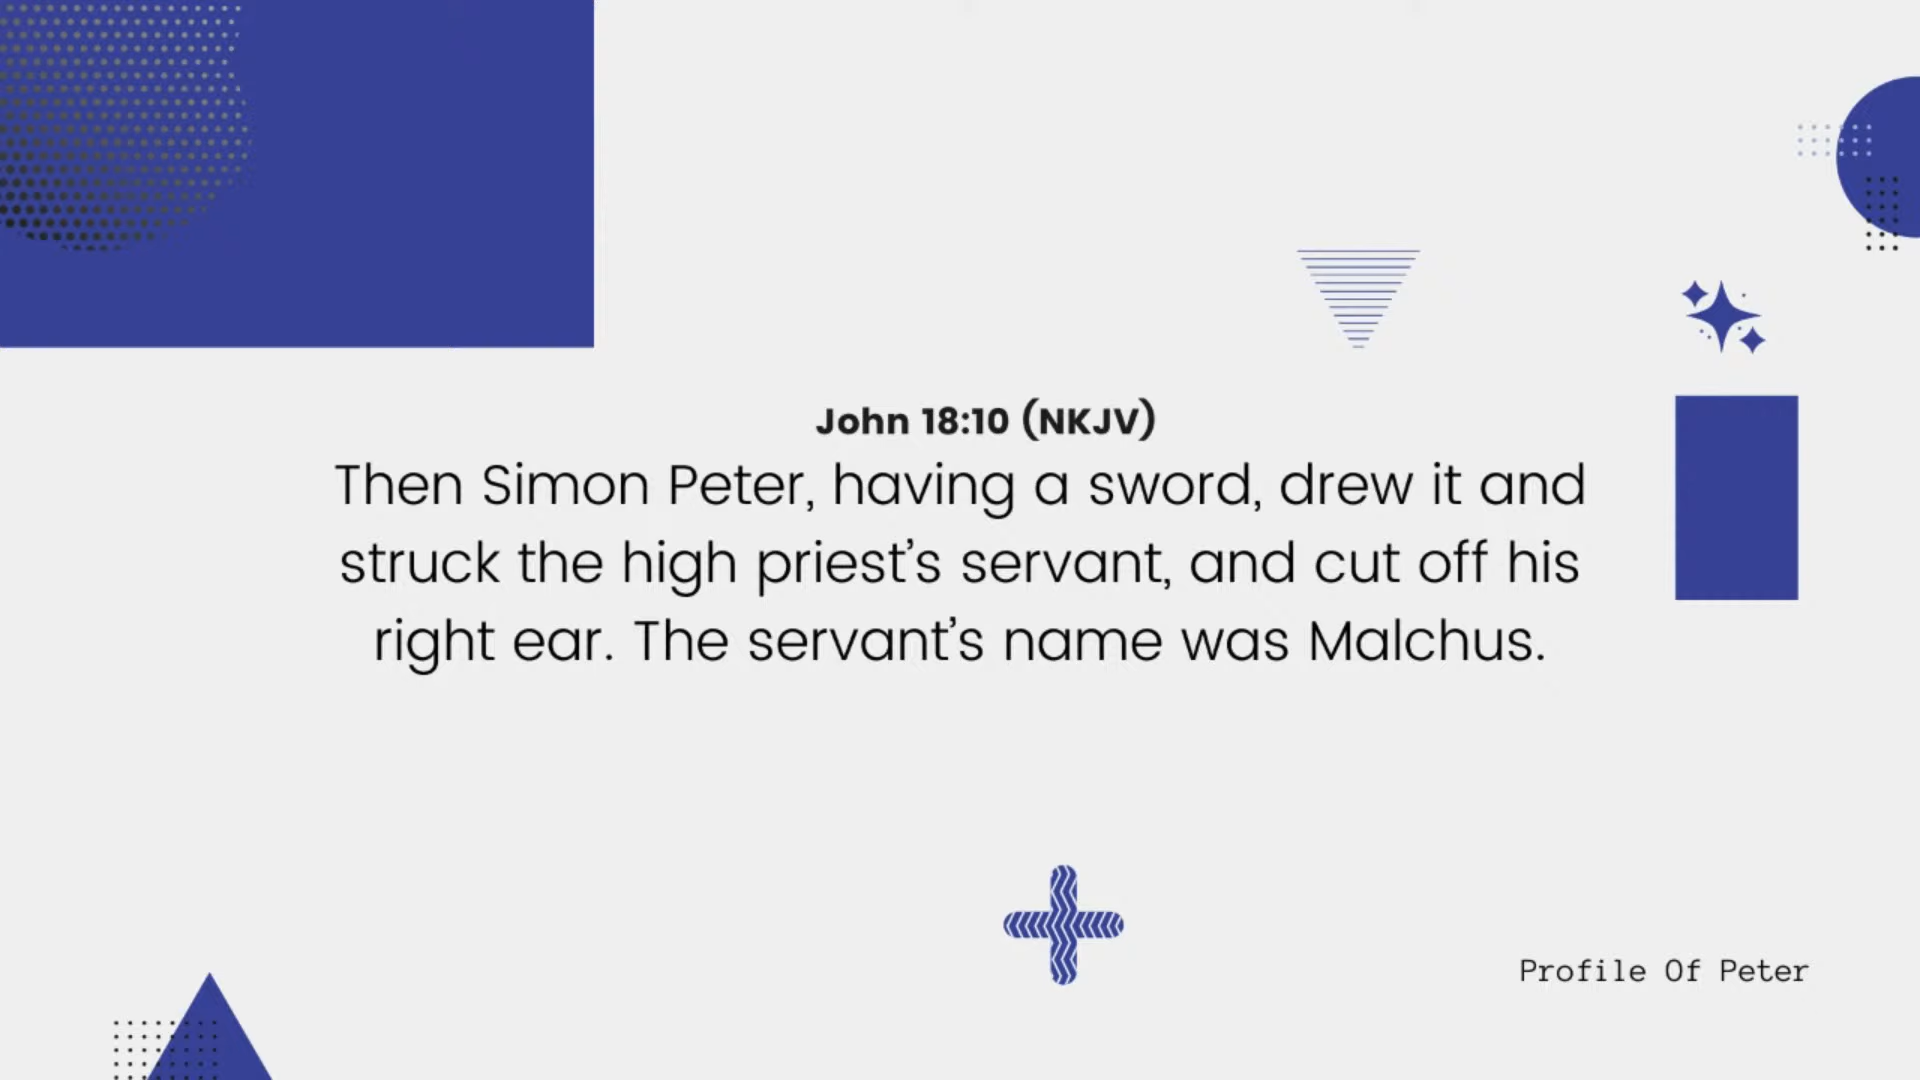 John 18:10 (NKJV)
Then Simon Peter, having a sword, drew it and
struck the high priest’s servant, and cut off his
right ear. The servant’s name was Malchus.
Profile Of Peter